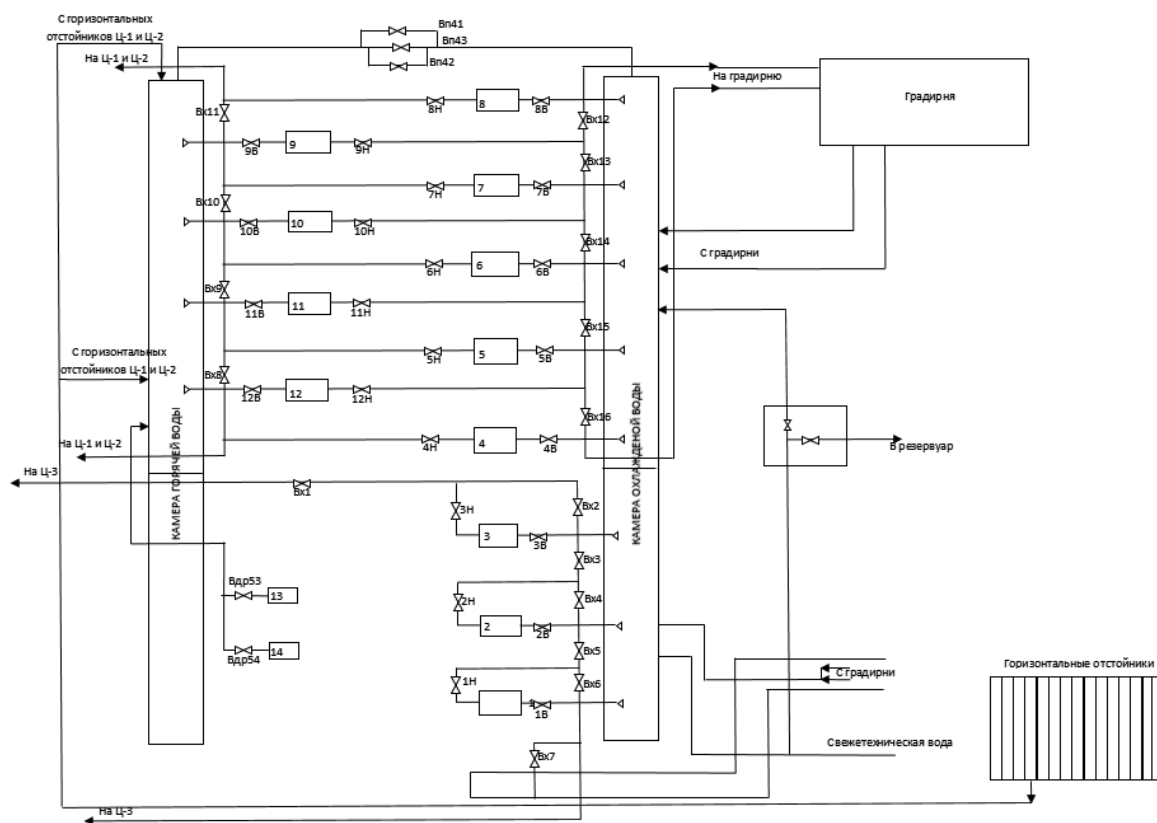 С горизонтальных
отстойников Ц-1 и Ц-2
На Ц-1 и Ц-2
Вп41
Вп43
Вп42
На градирню
Градирня
Вх11
8Н
8
8В
Вх12
9В
9
9Н
Вх13
7Н
7
7В
Вх10
10В
10
10Н
Вх14
С градирни
6Н
6
6В
Вх9
11В
11
11Н
Вх15
С горизонтальных
отстойников Ц-1 и Ц-2
5Н
5
5В
Вх8
12В
12
12Н
Вх16
На Ц-1 и Ц-2
4Н
4
4В
В резервуар
КАМЕРА ГОРЯЧЕЙ ВОДЫ
КАМЕРА ОХЛАЖДЕНОЙ ВОДЫ
На Ц-3
Вх1
Вх2
3Н
3
3В
Вх3
Вдр53
13
2Н
2
2В
Вх4
Вдр54
14
Вх5
1Н
1
1В
Вх6
С градирни
Горизонтальные отстойники
Свежетехническая вода
Вх7
На Ц-3